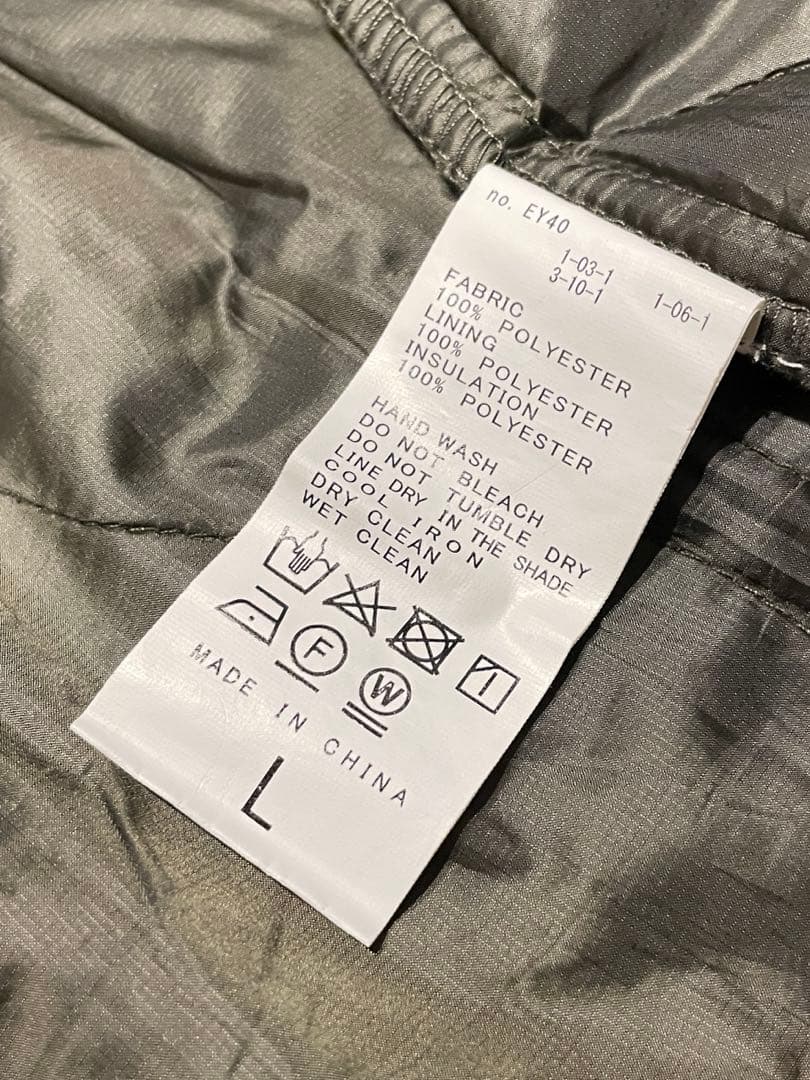 no. EY40
1-03-1
3-10-1 1-06-1
FABRIC
100% POLYESTER
LINING
100% POLYESTER
INSULATION
100% POLYESTER
HAND WASH
DO NOT BLEACH
DO NOT TUMBLE DRY
LINE DRY IN THE SHADE
COOL IRON
DRY CLEAN
WET CLEAN
F
W
MADE IN CHINA
L